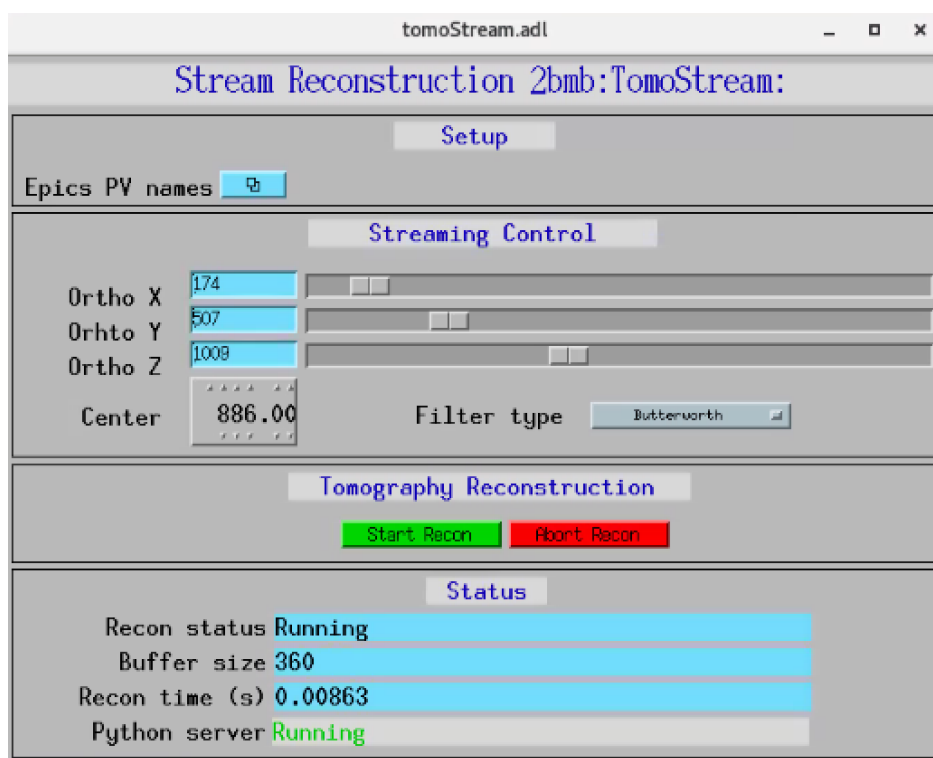 tomoStream.adl
Stream Reconstruction 2bmb:TomoStream:
Setup
Epics PV names
Streaming Control
Ortho X 174
Orhto Y 507
Ortho Z 1009
Center 886.00 Filter type Butterworth
Tomography Reconstruction
Start Recon Abort Recon
Status
Recon status Running
Buffer size 360
Recon time (s) 0.00863
Python server Running